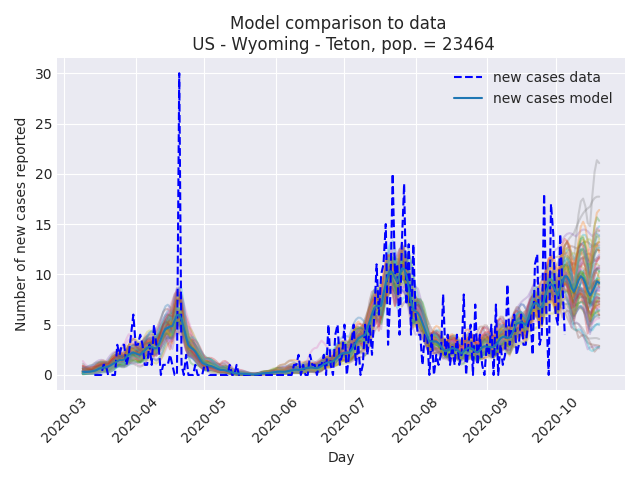 Model comparison to data
US - Wyoming - Teton, pop. = 23464
new cases data
new cases model
Number of new cases reported
30
25
20
15
10
5
0
2020-03
2020-04
2020-05
2020-06
2020-07
2020-08
2020-09
2020-10
Day